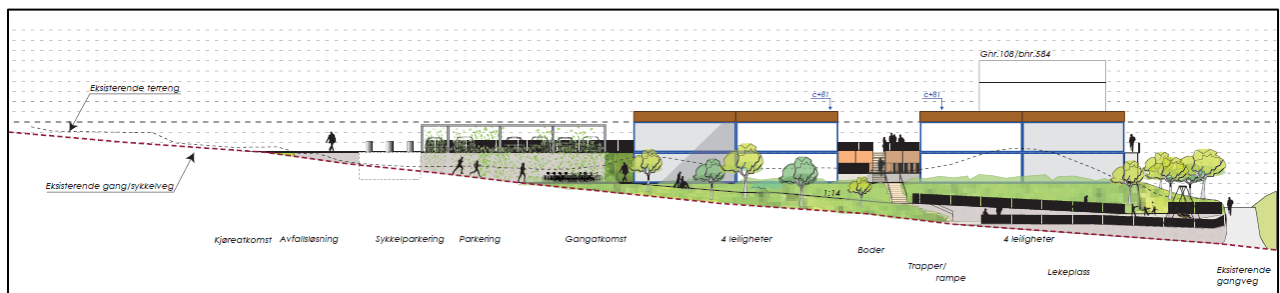 Gnr.108/bnr.584
Eksisterende terreng
c+81
c+81
Eksisterende gang/sykkelveg
1:14
Kjøreatkomst
Avfallsløsning
Sykkelparkering
Parkering
Gangatkomst
4 leiligheter
Boder
4 leiligheter
Trapper/
rampe
Lekeplass
Eksisterende
gangveg